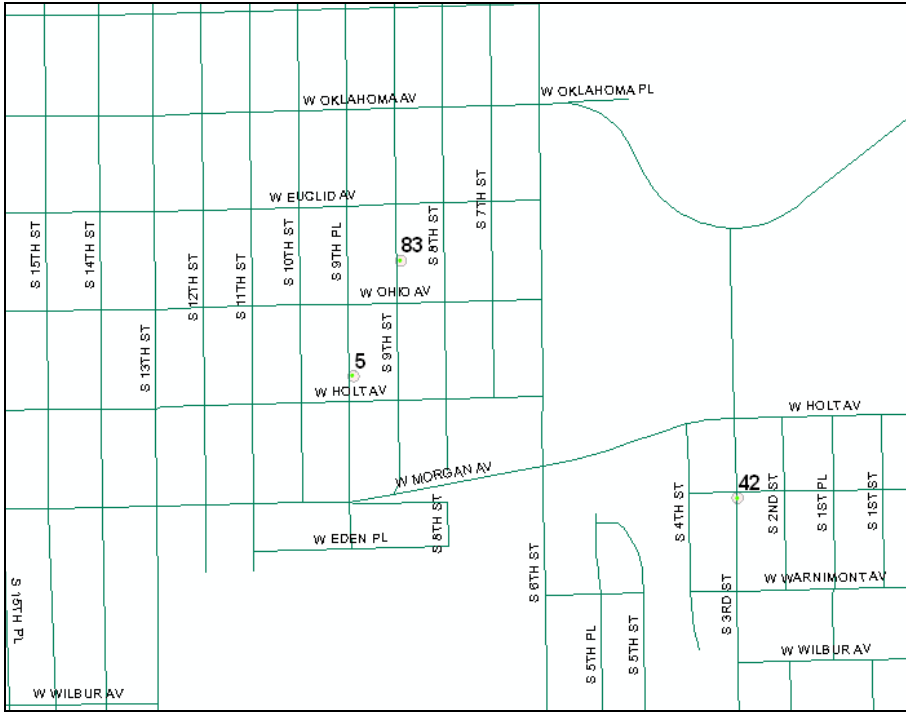 W OKLAHOMA PL
W OKLAHOMA AV
S 7TH ST
W EUCLID AV
S 15TH ST
S 14TH ST
S 10TH ST
S 9TH PL
S 8TH ST
83
S 12TH ST
S 11TH ST
W OHIO AV
S 13TH ST
S 9TH ST
5
W HOLT AV
W HOLT AV
W MORGAN AV
42
S 4TH ST
S 2ND ST
S 1ST PL
S 1ST ST
S 8TH ST
W EDEN PL
S 6TH ST
W WARNIMONT AV
S 15TH PL
S 3RD ST
S 5TH PL
S 5TH ST
W WILBUR AV
W WILBUR AV